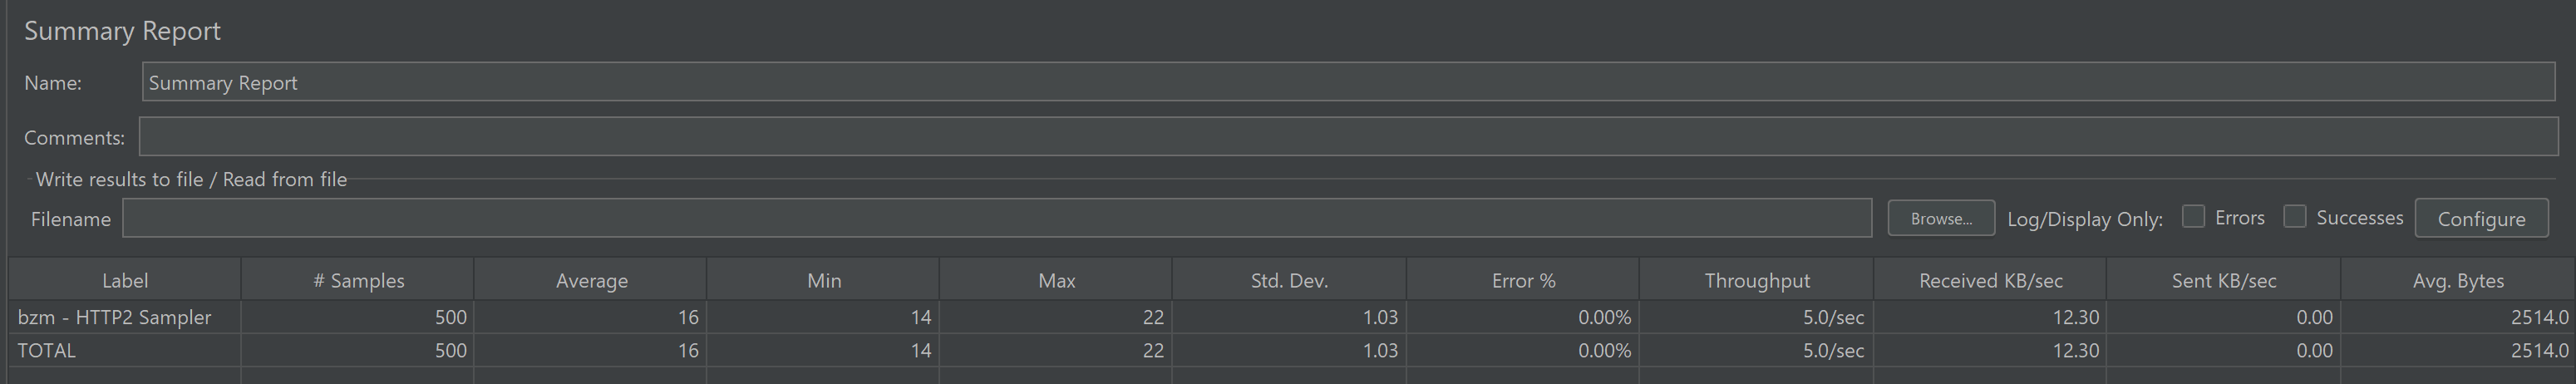 Summary Report
Name: Summary Report
Comments:
Write results to file / Read from file
Filename Browse... Log/Display Only: Errors Successes Configure
Label # Samples Average Min Max Std. Dev. Error % Throughput Received KB/sec Sent KB/sec Avg. Bytes
bzm - HTTP2 Sampler 500 16 14 22 1.03 0.00% 5.0/sec 12.30 0.00 2514.0
TOTAL 500 16 14 22 1.03 0.00% 5.0/sec 12.30 0.00 2514.0